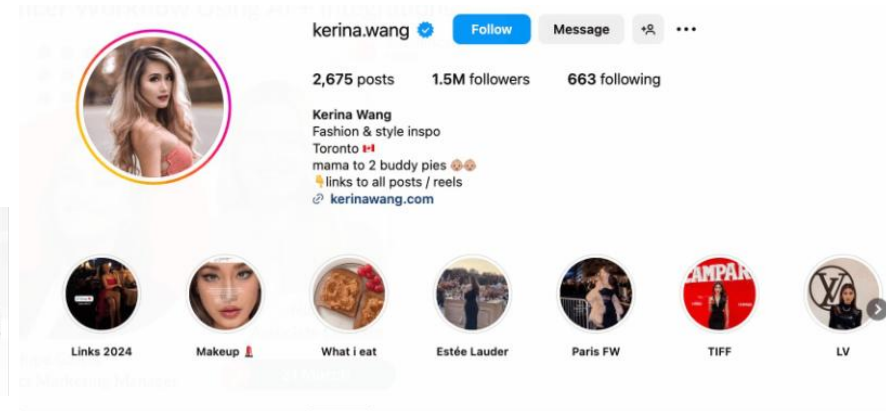 kerina.wang
Follow
Message
2,675 posts 1.5M followers 663 following
Kerina Wang
Fashion & style inspo
Toronto 🇨🇦
mama to 2 buddy pies 👶🏼👶🏼
👇links to all posts / reels
kerinawang.com
AMPAR
LV
Links 2024
Makeup 💄
What i eat
Estée Lauder
Paris FW
TIFF
LV